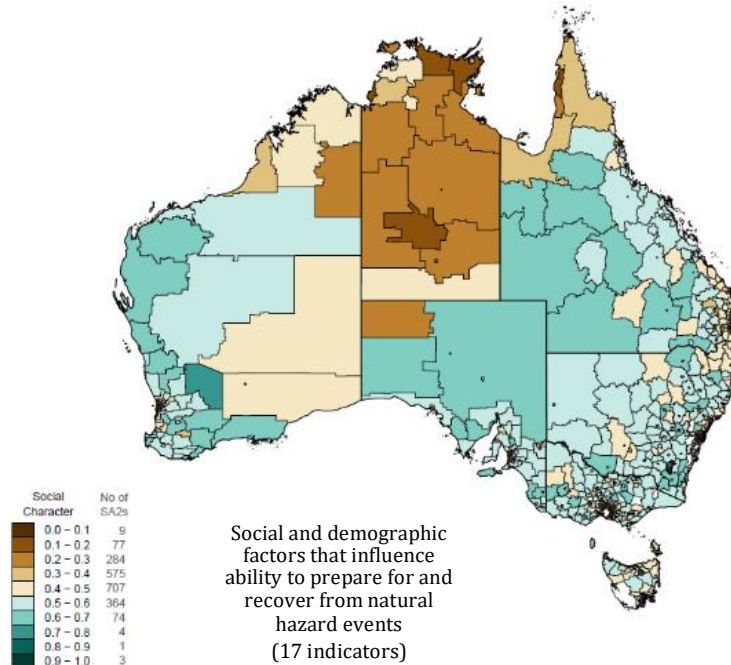 Social Character No of SA2s
0.0 – 0.1 9
0.1 – 0.2 77
0.2 – 0.3 284
0.3 – 0.4 575
0.4 – 0.5 707
0.5 – 0.6 364
0.6 – 0.7 74
0.7 – 0.8 4
0.8 – 0.9 1
0.9 – 1.0 3
Social and demographic
factors that influence
ability to prepare for and
recover from natural
hazard events
(17 indicators)